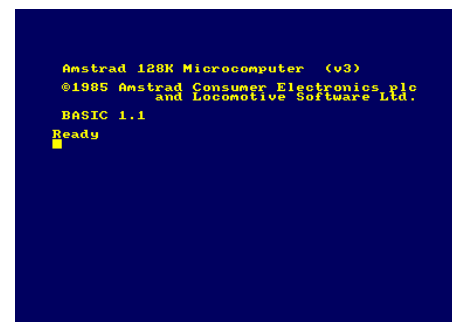 Amstrad 128K Microcomputer (v3)
©1985 Amstrad Consumer Electronics plc
and Locomotive Software Ltd.
BASIC 1.1
Ready